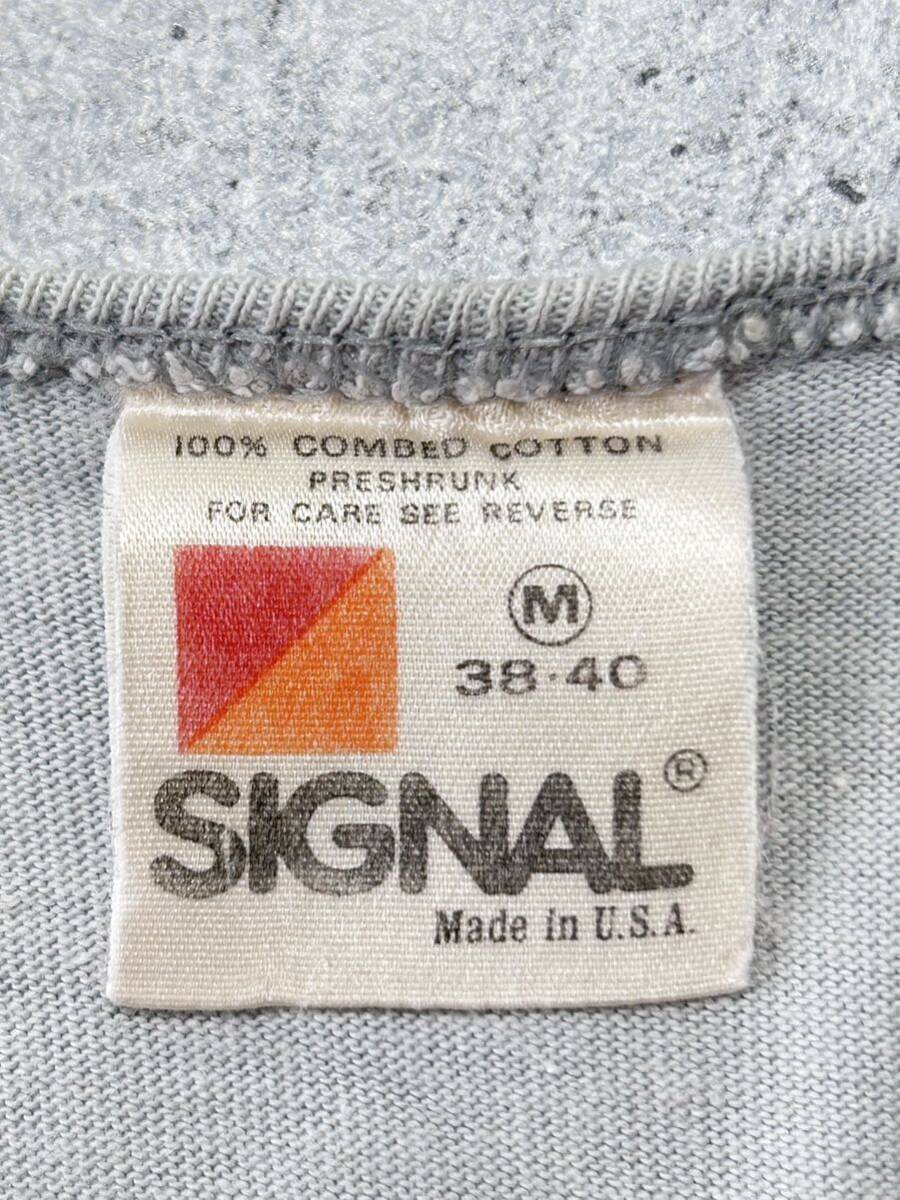 100% COMBED COTTON
PRESHRUNK
FOR CARE SEE REVERSE
M
38·40
SIGNAL®
Made in U.S.A.